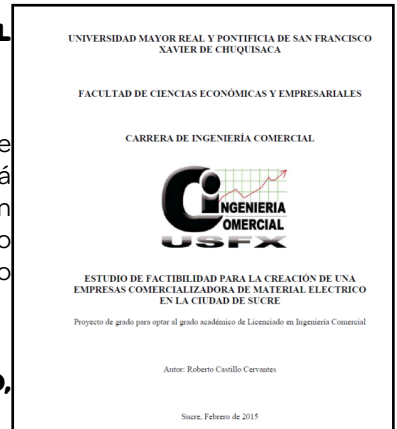 L
e
á
n
o
o
O,
UNIVERSIDAD MAYOR REAL Y PONTIFICIA DE SAN FRANCISCO
XAVIER DE CHUQUISACA
FACULTAD DE CIENCIAS ECONÓMICAS Y EMPRESARIALES
CARRERA DE INGENIERÍA COMERCIAL
Ci
NGENIERIA
OMERCIAL
USFX
ESTUDIO DE FACTIBILIDAD PARA LA CREACIÓN DE UNA
EMPRESAS COMERCIALIZADORA DE MATERIAL ELECTRICO
EN LA CIUDAD DE SUCRE
Proyecto de grado para optar al grado académico de Licenciado en Ingeniería Comercial
Autor: Roberto Castillo Cervantes
Sucre, Febrero de 2015